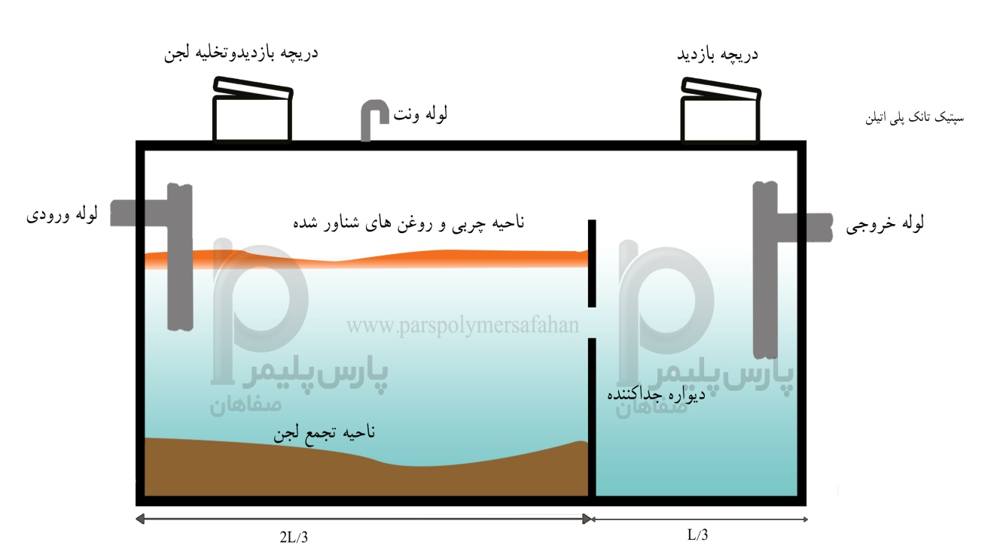 دریچه بازدیدوتخلیه لجن
دریچه بازدید
لوله ونت
سپتیک تانک پلی اتیلن
لوله ورودی
ناحیه چربی و روغن های شناور شده
لوله خروجی
www.parspolymersafahan
پارس‌پلیمر
صفاهان
پارس‌پلیمر
صفاهان
دیواره جداکننده
ناحیه تجمع لجن
2L/3
L/3